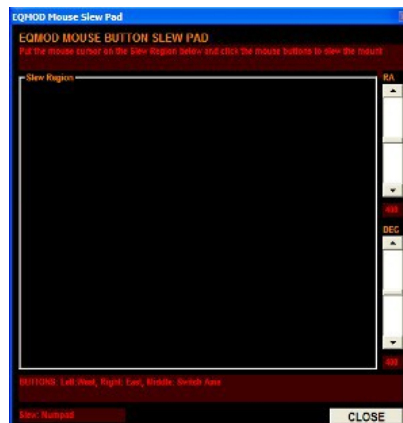 EQMOD Mouse Slew Pad
EQMOD MOUSE BUTTON SLEW PAD
Put the mouse cursor on the Slew Region below and click the mouse buttons to slew the mount
Slew Region
RA
DEC
BUTTONS: Left West, Right: East, Middle: Switch Axis
Slew: Numpad
CLOSE